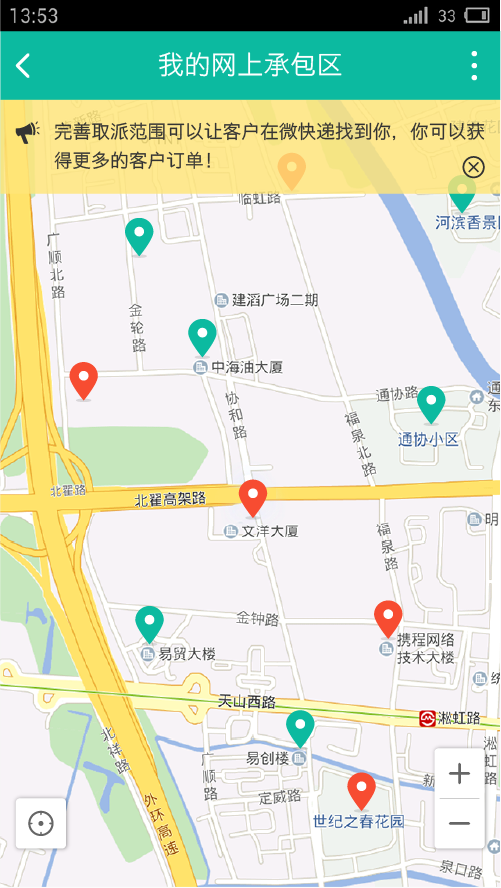 13:53
33
我的网上承包区
完善取派范围可以让客户在微快递找到你，你可以获
得更多的客户订单！
临虹路
河滨香景
广顺北路
金轮路
建滔广场二期
中海油大厦
协和路
通协路
福泉北路
通协小区
北翟路
北翟高架路
文洋大厦
福泉路
金钟路
易贸大楼
携程网络
技术大楼
天山西路
淞虹路
北祥路
易创楼
广顺路
定威路
淞虹路
外环高速
世纪之春花园
泉口路